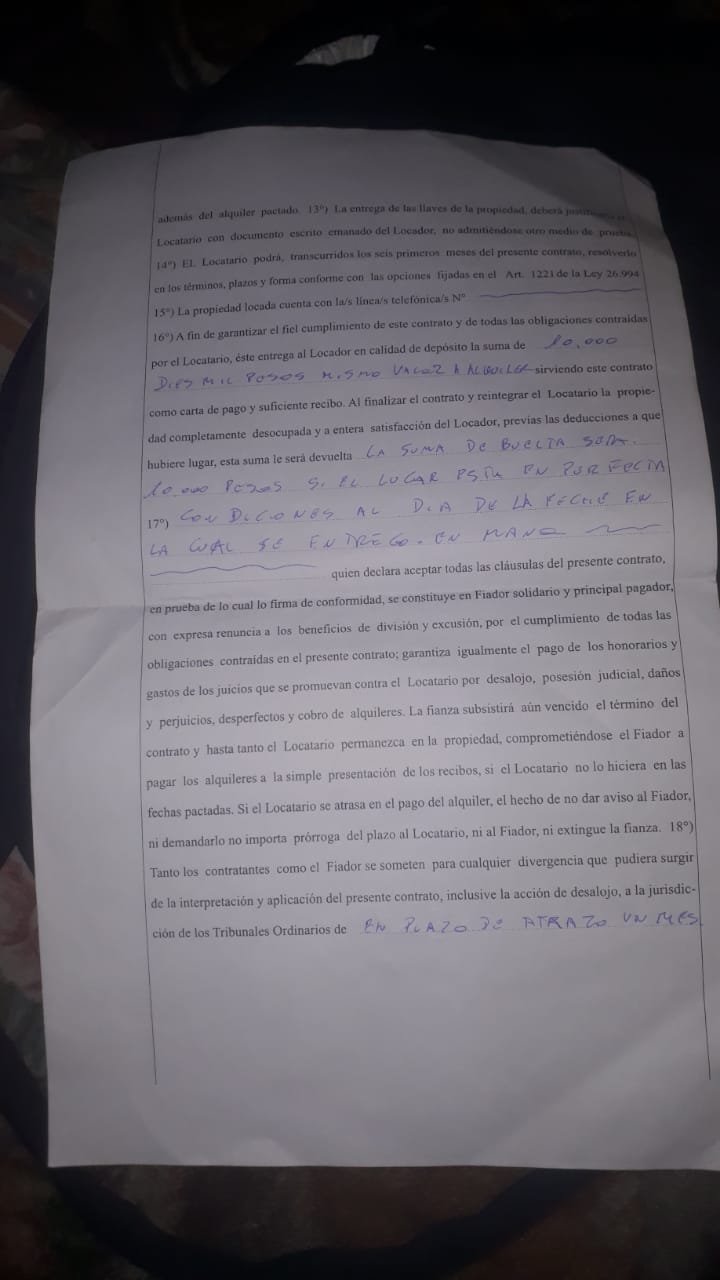 además del alquiler pactado. 13º) La entrega de las llaves de la propiedad, deberá
Locatario con documento escrito emanado del Locador, no admitiéndose otro medio de prueba.
14º) EL Locatario podrá, transcurridos los seis primeros meses del presente contrato, resolverlo
en los términos, plazos y forma conforme con las opciones fijadas en el Art. 1221 de la Ley 26.994
15º) La propiedad locada cuenta con la/s línea/s telefónica/s Nº
16º) A fin de garantizar el fiel cumplimiento de este contrato y de todas las obligaciones contraídas
por el Locatario, éste entrega al Locador en calidad de depósito la suma de 10.000
DIES MIL PESOS MISMO VALOR A ALQUILER sirviendo este contrato
como carta de pago y suficiente recibo. Al finalizar el contrato y reintegrar el Locatario la propie-
dad completamente desocupada y a entera satisfacción del Locador, previas las deducciones a que
hubiere lugar, esta suma le será devuelta LA SUMA DE BUELTA SERA.
10.000 PESOS SI EL LUGAR ESTA EN PERFECTA
17º) CONDICIONES AL DIA DE LA FECHE EN
LA CUAL SE ENTREGO. EN MANO
quien declara aceptar todas las cláusulas del presente contrato,
en prueba de lo cual lo firma de conformidad, se constituye en Fiador solidario y principal pagador,
con expresa renuncia a los beneficios de división y excusión, por el cumplimiento de todas las
obligaciones contraídas en el presente contrato; garantiza igualmente el pago de los honorarios y
gastos de los juicios que se promuevan contra el Locatario por desalojo, posesión judicial, daños
y perjuicios, desperfectos y cobro de alquileres. La fianza subsistirá aún vencido el término del
contrato y hasta tanto el Locatario permanezca en la propiedad, comprometiéndose el Fiador a
pagar los alquileres a la simple presentación de los recibos, si el Locatario no lo hiciera en las
fechas pactadas. Si el Locatario se atrasa en el pago del alquiler, el hecho de no dar aviso al Fiador,
ni demandarlo no importa prórroga del plazo al Locatario, ni al Fiador, ni extingue la fianza. 18º)
Tanto los contratantes como el Fiador se someten para cualquier divergencia que pudiera surgir
de la interpretación y aplicación del presente contrato, inclusive la acción de desalojo, a la jurisdic-
ción de los Tribunales Ordinarios de EN PLAZO DE ATRAZO UN MES